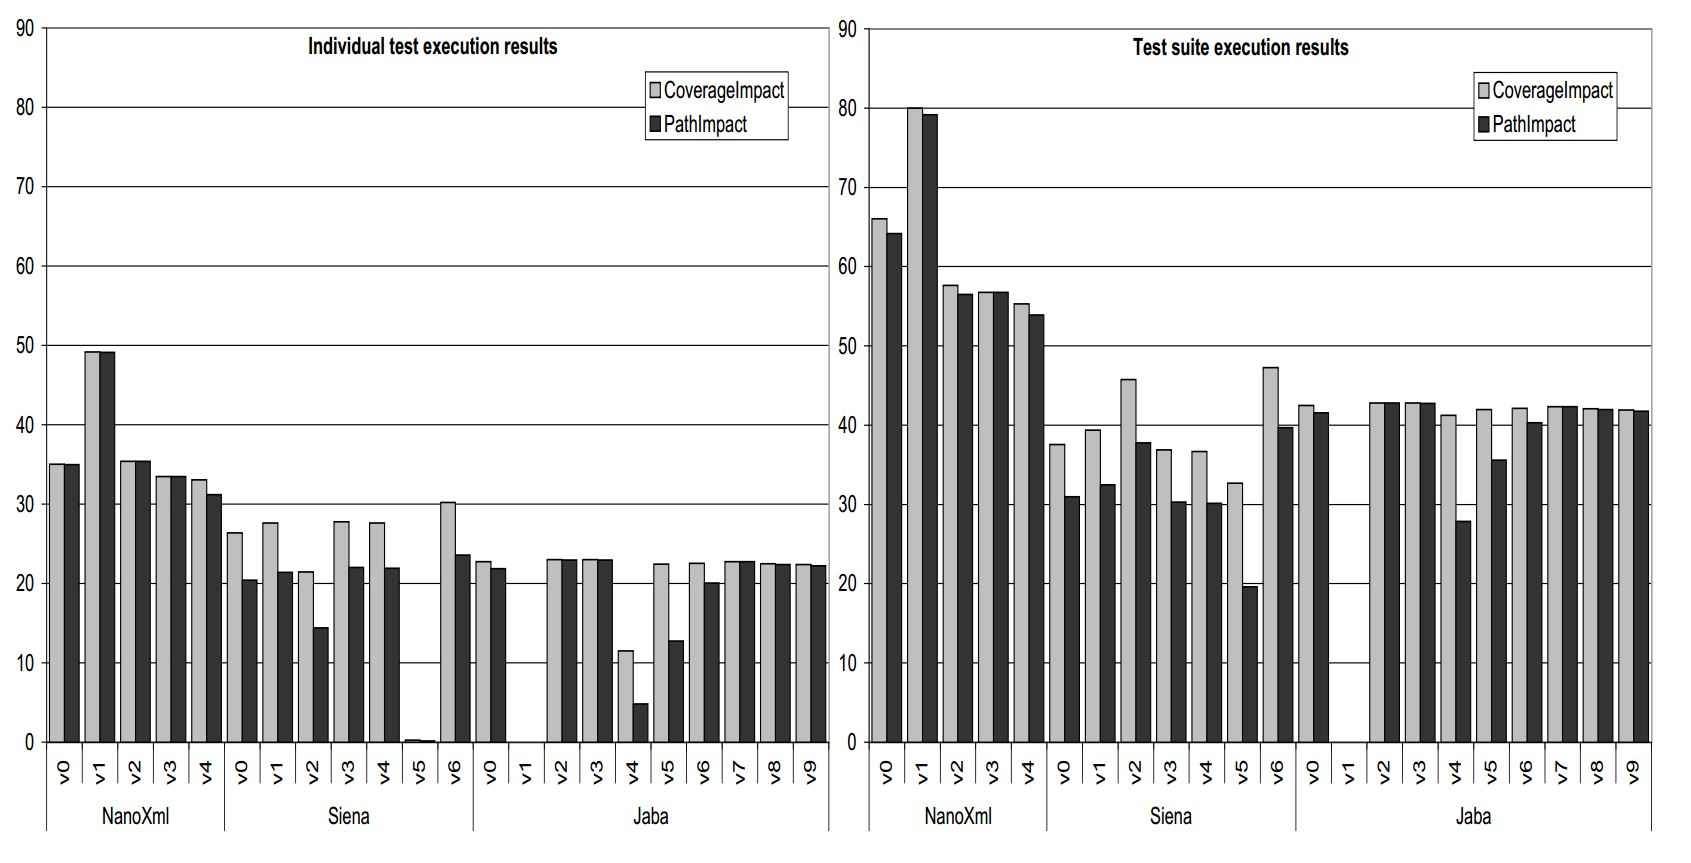 Individual test execution results
CoverageImpact
PathImpact
90
80
70
60
50
40
30
20
10
0
v0 v1 v2 v3 v4 v0 v1 v2 v3 v4 v5 v6 v0 v1 v2 v3 v4 v5 v6 v7 v8 v9
NanoXml Siena Jaba
Test suite execution results
CoverageImpact
PathImpact
90
80
70
60
50
40
30
20
10
0
v0 v1 v2 v3 v4 v0 v1 v2 v3 v4 v5 v6 v0 v1 v2 v3 v4 v5 v6 v7 v8 v9
NanoXml Siena Jaba